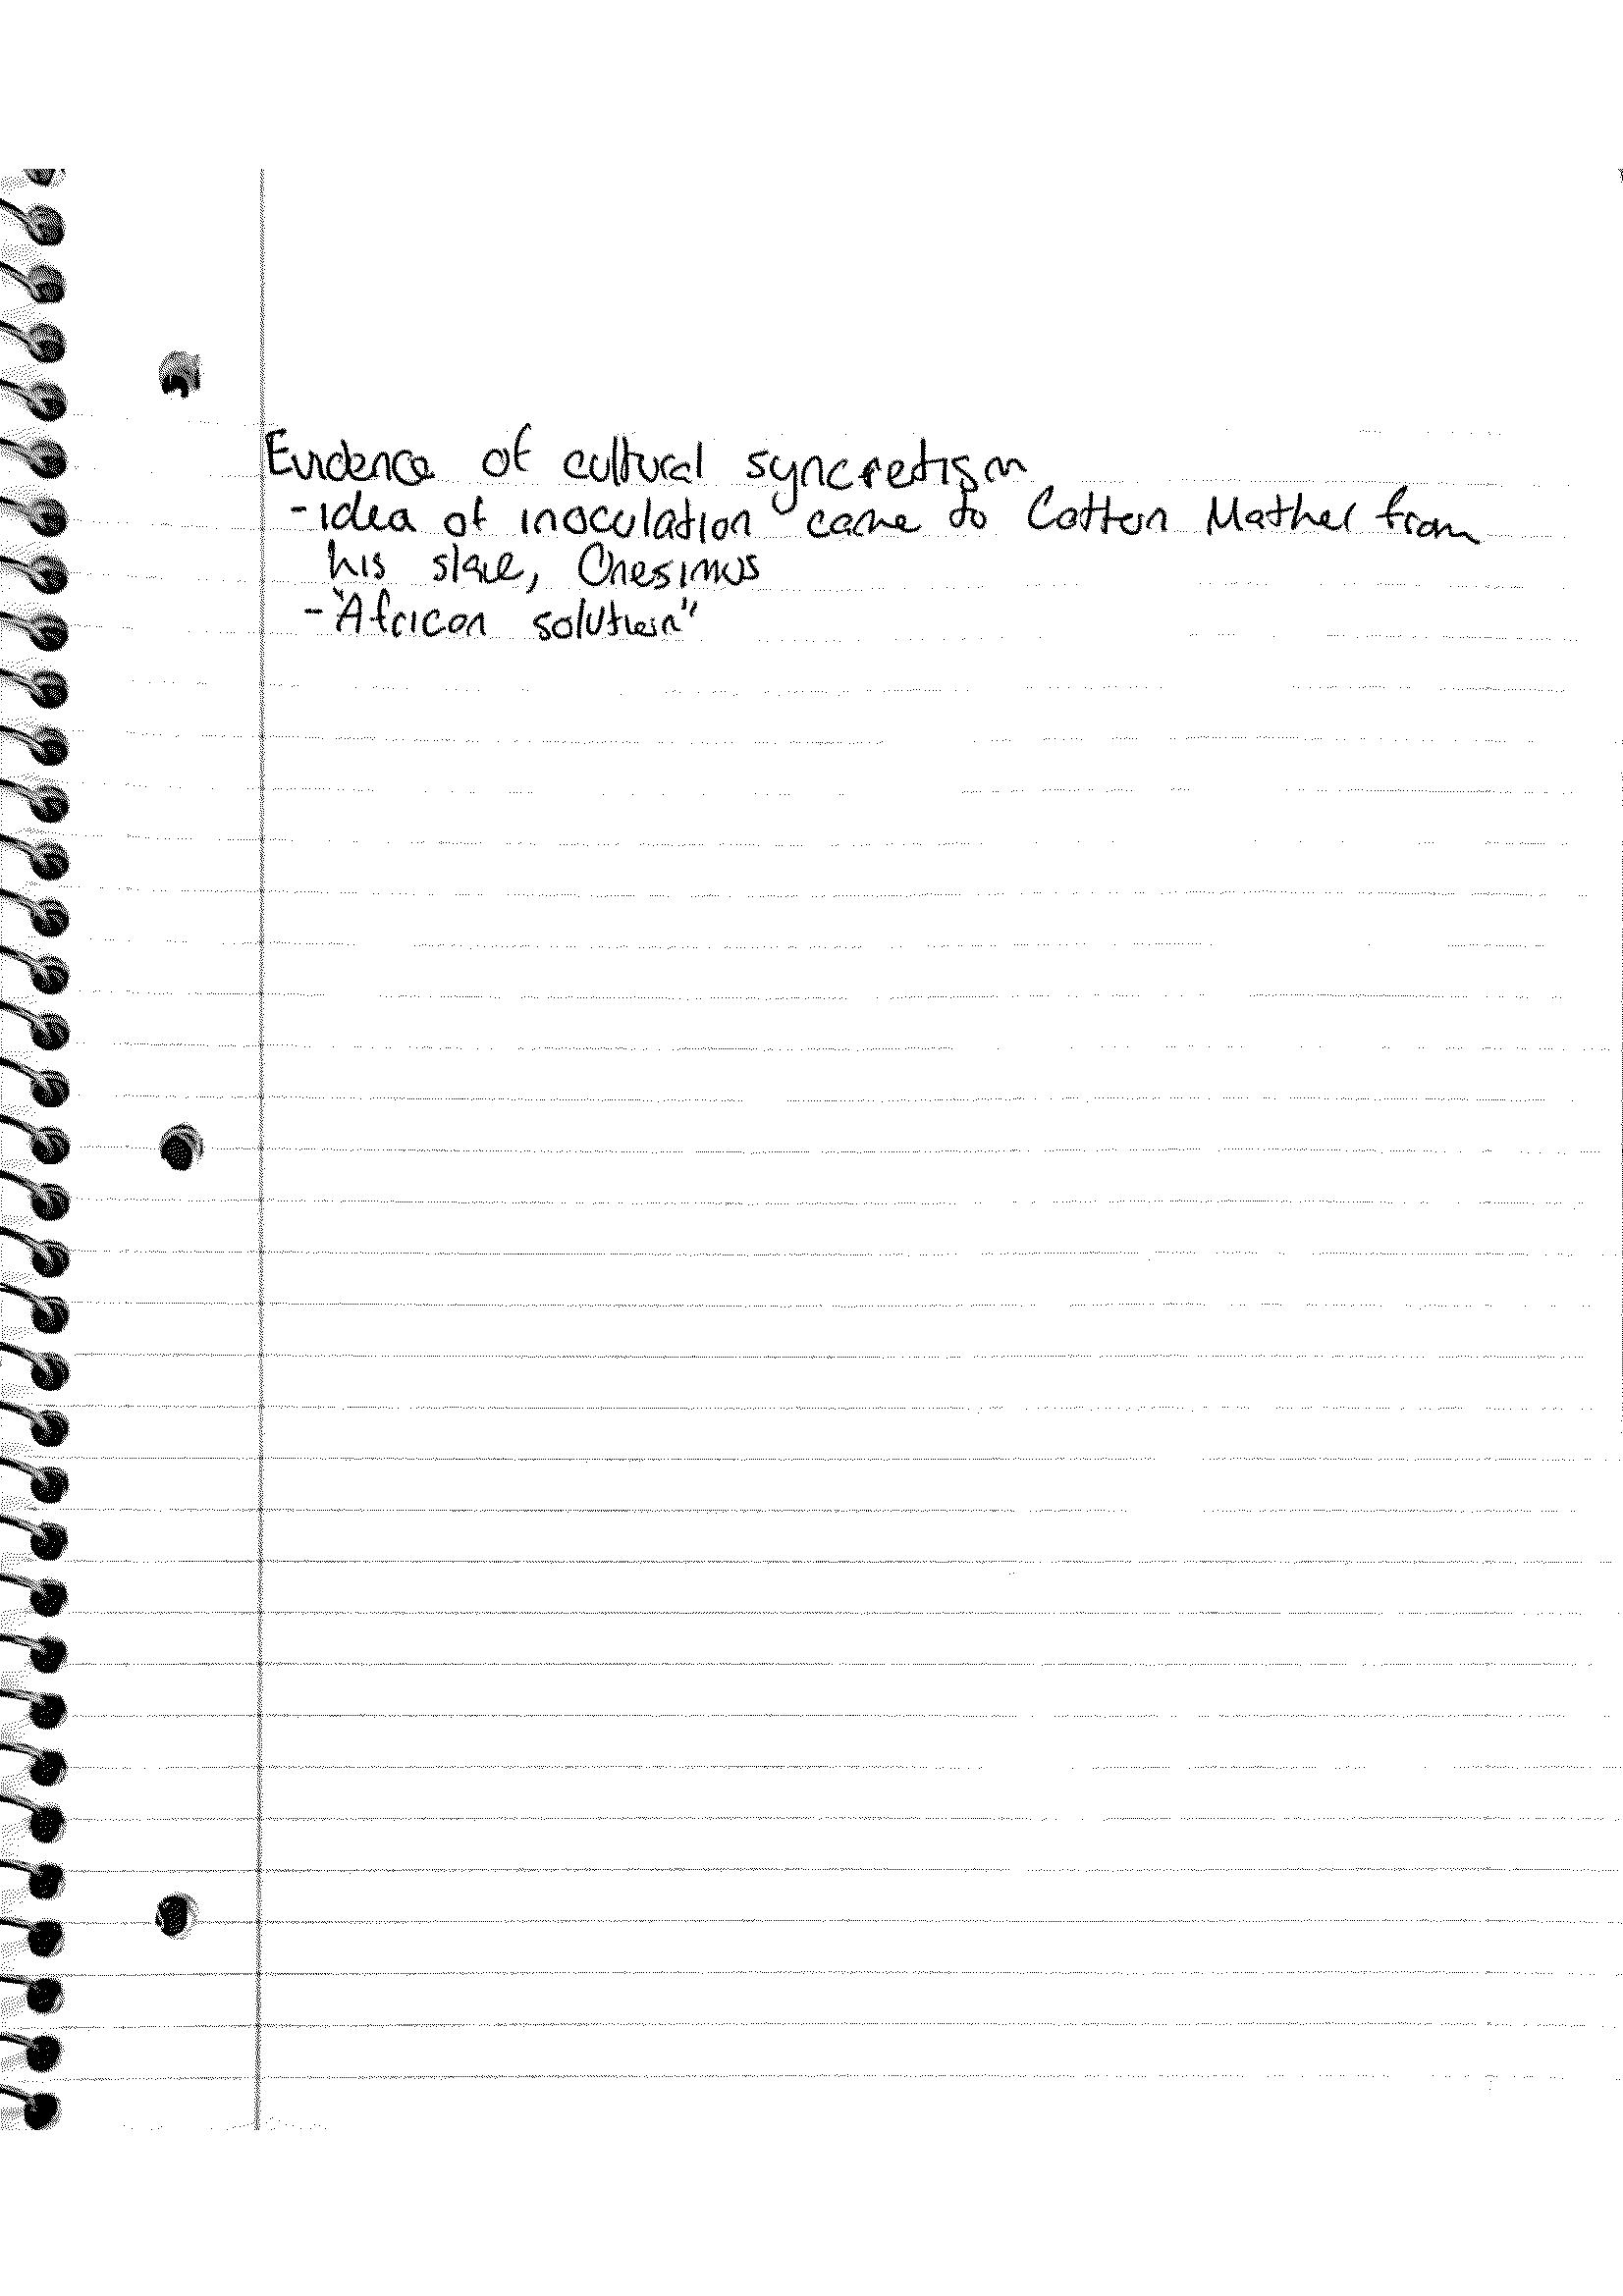 Evidence of cultural syncretism
- idea of inoculation came to Cotton Mather from
his slave, Onesimus
- "African solution"